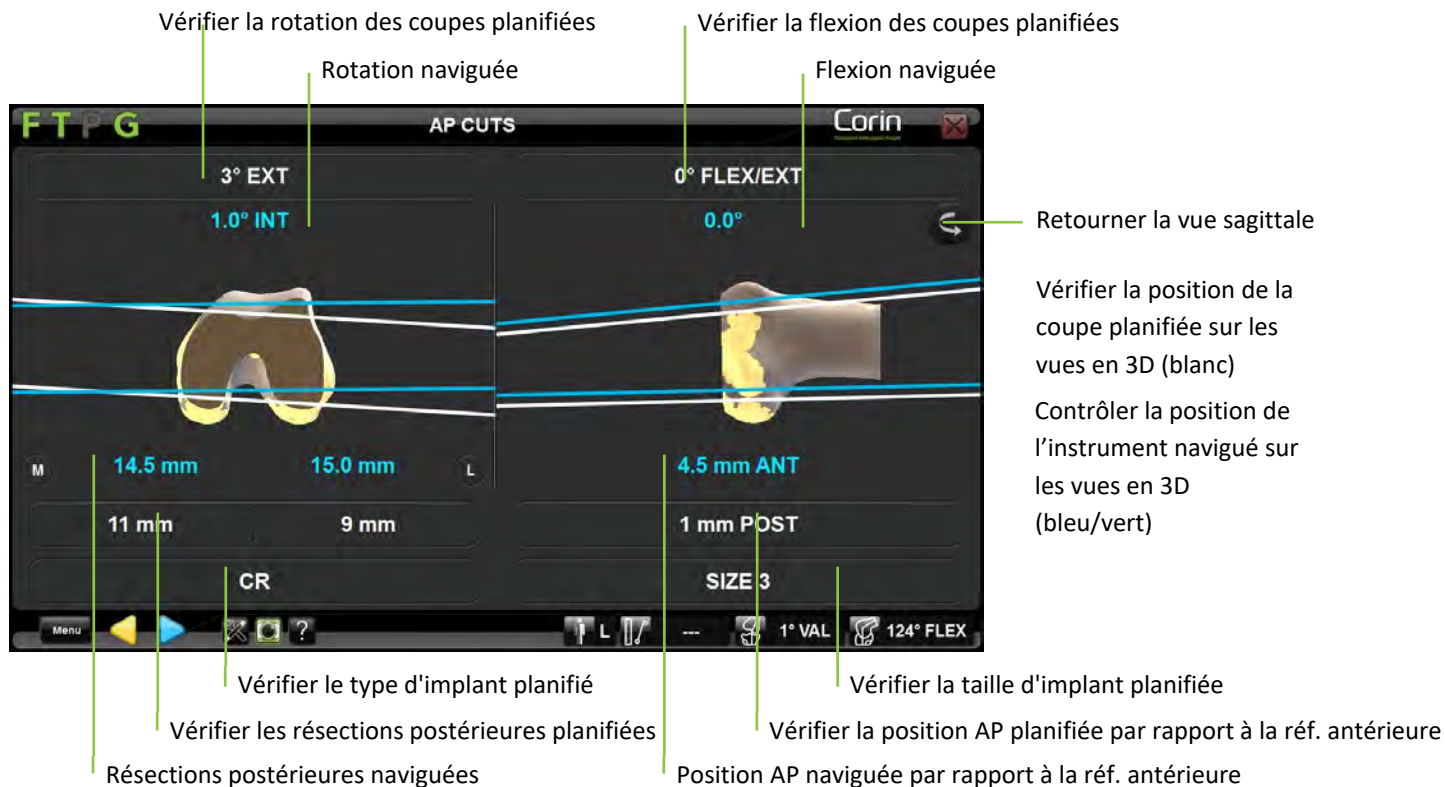 Vérifier la rotation des coupes planifiées
Vérifier la flexion des coupes planifiées
Rotation naviguée
Flexion naviguée
F T P G
AP CUTS
Corin
3° EXT
0° FLEX/EXT
1.0° INT
0.0°
Retourner la vue sagittale
Vérifier la position de la
coupe planifiée sur les
vues en 3D (blanc)
Contrôler la position de
l’instrument navigué sur
les vues en 3D
(bleu/vert)
M
14.5 mm
15.0 mm
L
4.5 mm ANT
11 mm
9 mm
1 mm POST
CR
SIZE 3
Menu
?
L
---
1° VAL
124° FLEX
Vérifier le type d'implant planifié
Vérifier la taille d'implant planifiée
Vérifier les résections postérieures planifiées
Vérifier la position AP planifiée par rapport à la réf. antérieure
Résections postérieures naviguées
Position AP naviguée par rapport à la réf. antérieure